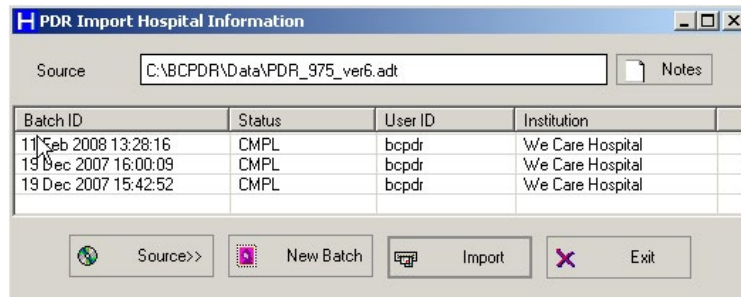 H PDR Import Hospital Information
Source C:\BCPDR\Data\PDR_975_ver6.adt Notes
Batch ID Status User ID Institution
11 Feb 2008 13:28:16 CMPL bcpdr We Care Hospital
19 Dec 2007 16:00:09 CMPL bcpdr We Care Hospital
19 Dec 2007 15:42:52 CMPL bcpdr We Care Hospital
Source>> New Batch Import Exit